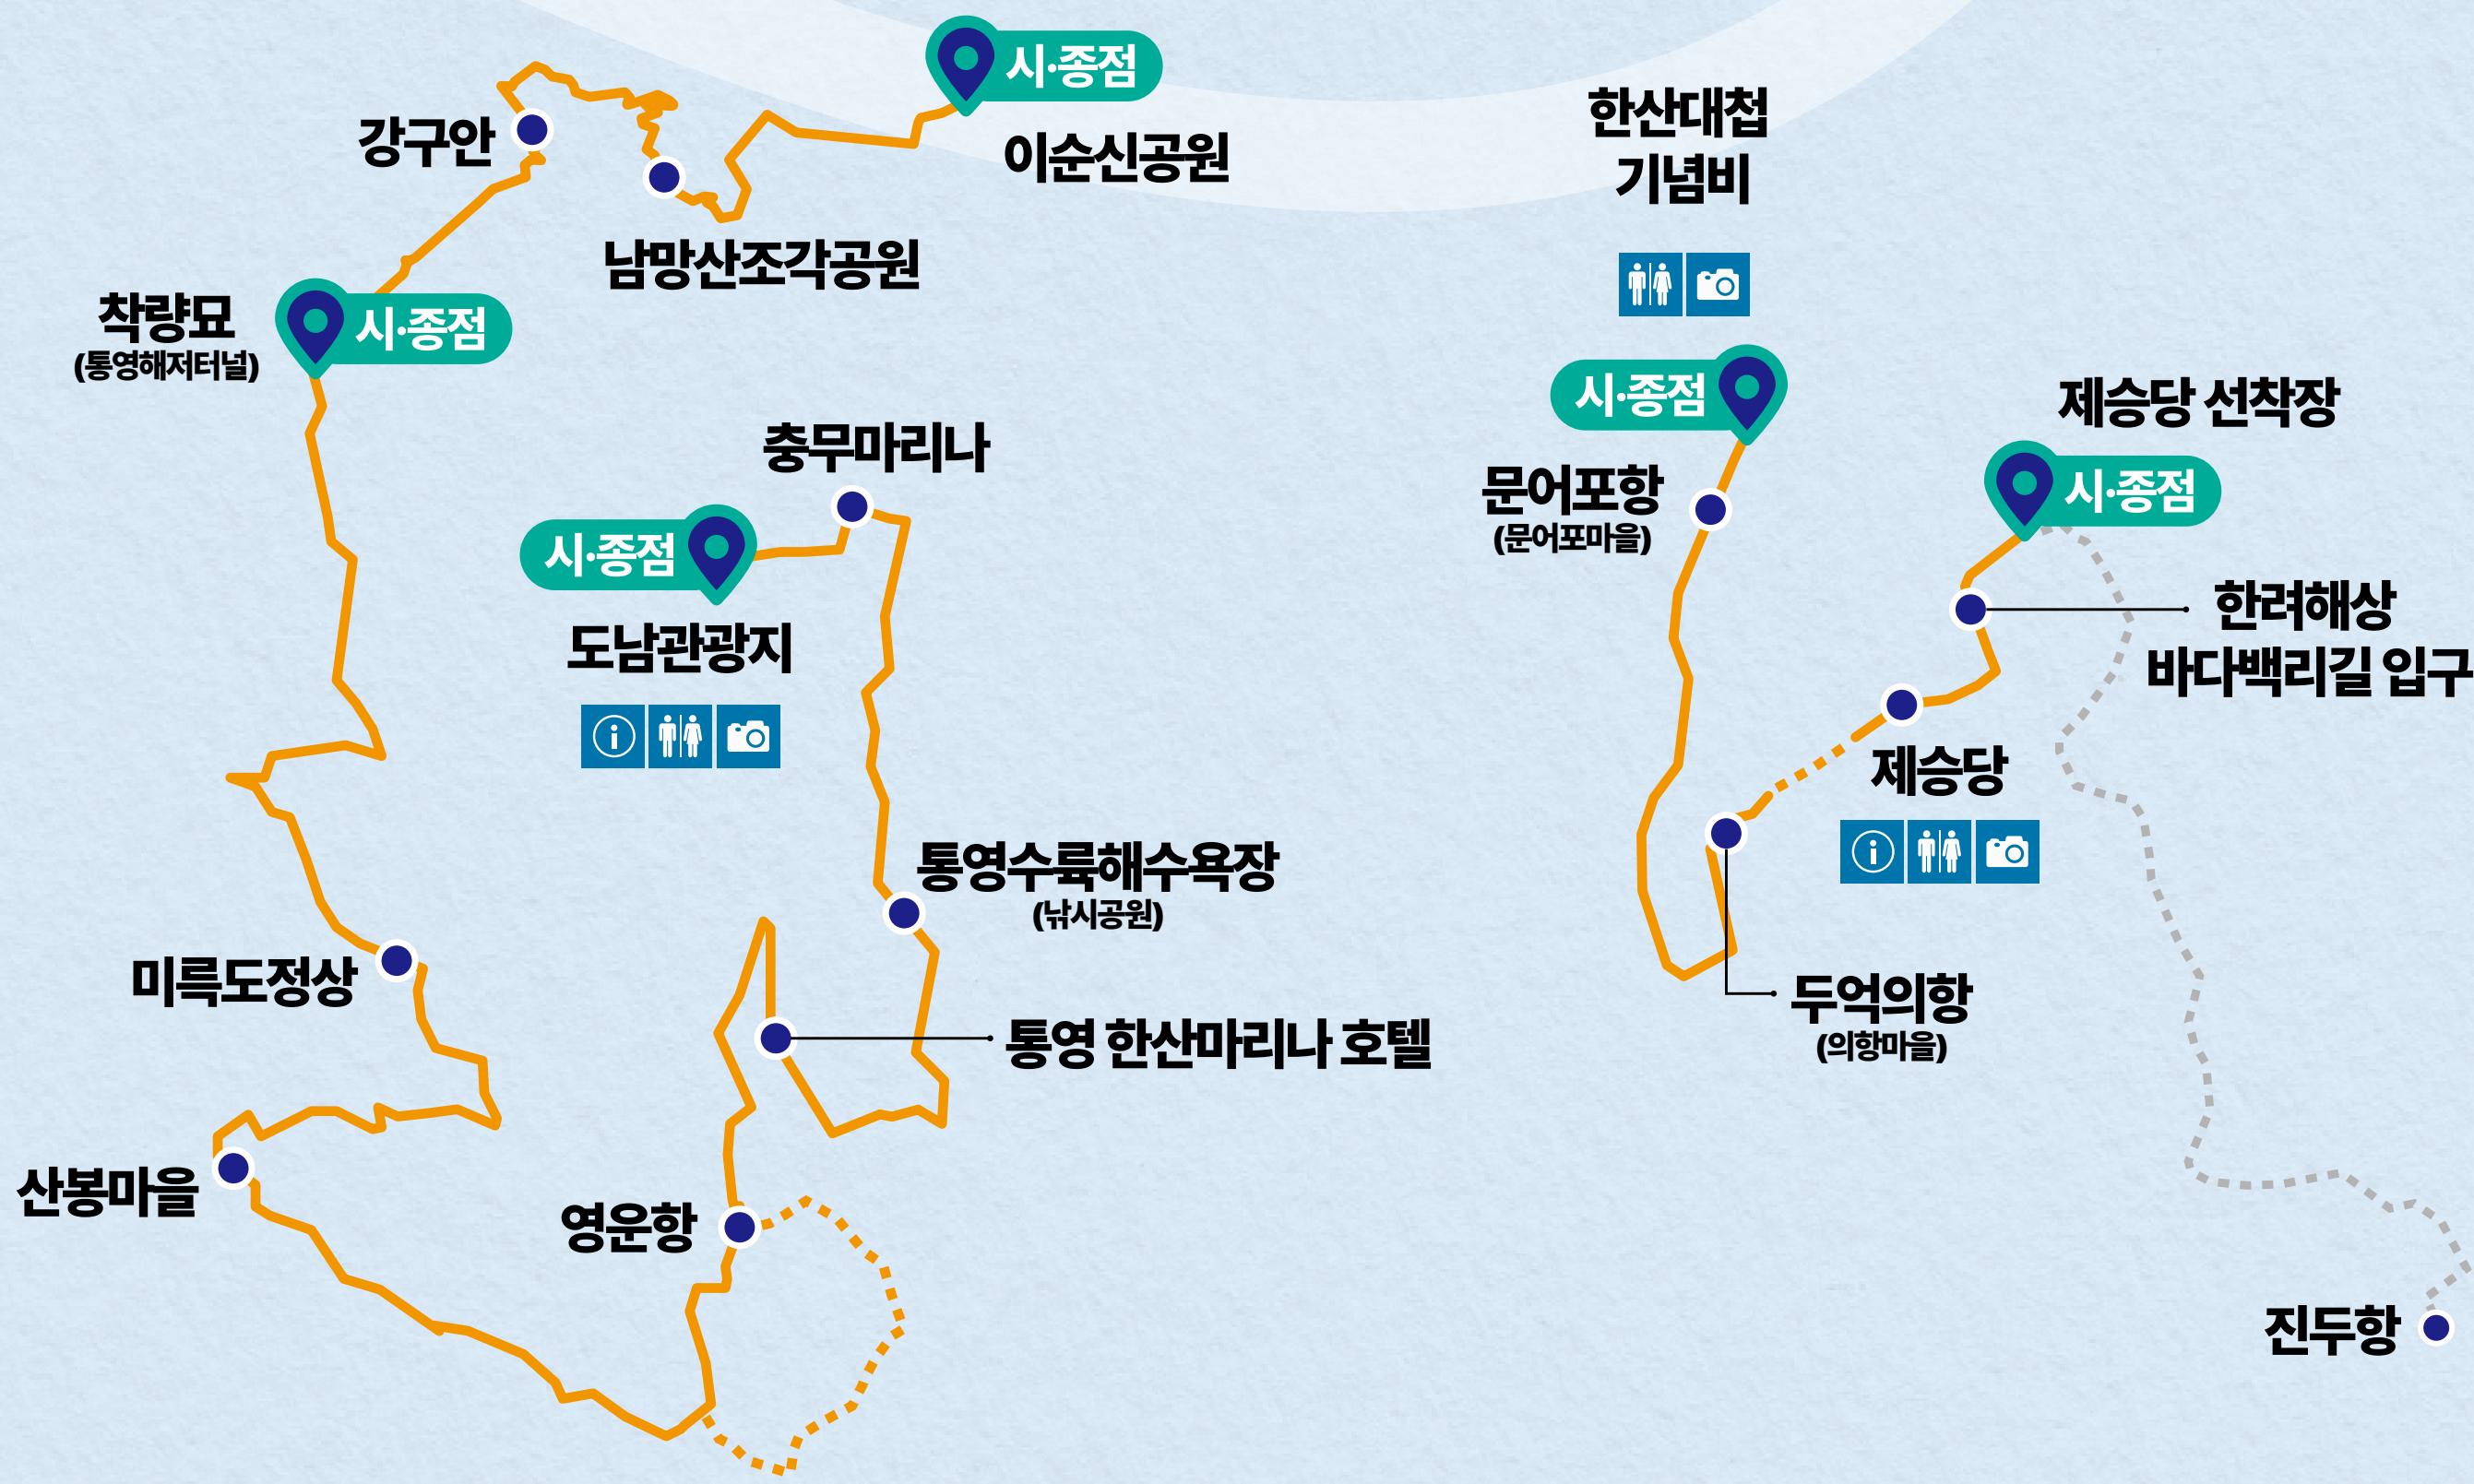 시·종점
이순신공원
강구안
남망산조각공원
착량묘
(통영해저터널)
시·종점
충무마리나
시·종점
도남관광지
통영수륙해수욕장
(낚시공원)
미륵도정상
통영 한산마리나 호텔
산봉마을
영운항
한산대첩
기념비
시·종점
문어포항
(문어포마을)
제승당 선착장
시·종점
한려해상
바다백리길 입구
제승당
두억의항
(의항마을)
진두항